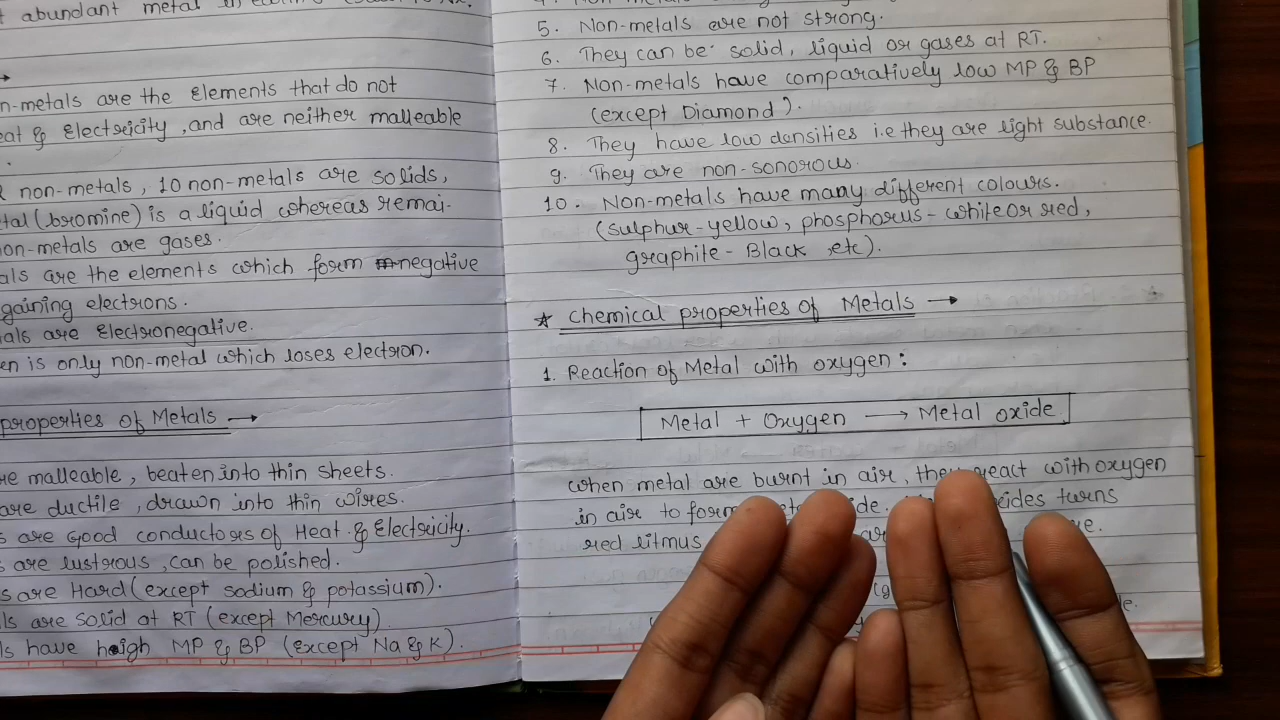 abundant metal in
n-metals are the Elements that do not
eat & Electricity, and are neither malleable
non-metals, 10 non-metals are solids,
tal (bromine) is a liquid whereas remai-
on-metals are gases.
als are the elements which form negative
gaining electrons.
als are Electronegative.
en is only non-metal which loses electron.
properties of Metals →
re malleable, beaten into thin sheets.
are ductile, drawn into thin wires.
s are Good conductors of Heat & Electricity.
s are lustrous, can be polished.
s are Hard (except sodium & potassium).
ls are solid at RT (except Mercury)
ls have high MP & BP (except Na & K).
5. Non-metals are not strong.
6. They can be solid, liquid or gases at RT.
7. Non-metals have comparatively low MP & BP
(except Diamond).
8. They have low densities i.e they are light substance.
9. They are non-sonorous.
10. Non-metals have many different colours.
(sulphur-yellow, phosphorus-white or red,
graphite - Black, etc).
* Chemical properties of Metals →
1. Reaction of Metal with oxygen:
Metal + Oxygen → Metal oxide
when metal are burnt in air, they react with oxygen
in air to form ide. cides turns
red litmus